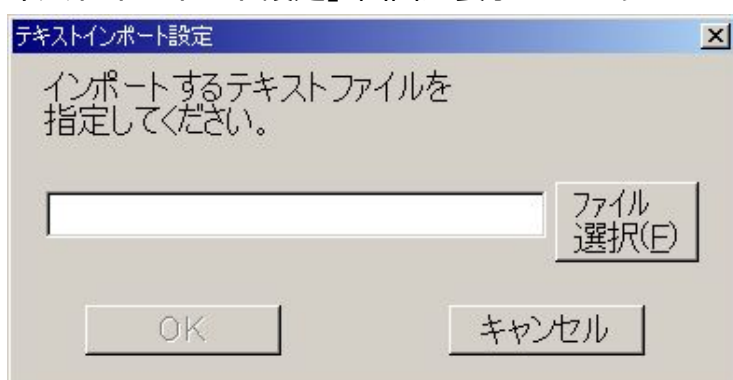 テキストインポート設定
インポートするテキストファイルを
指定してください。
ファイル
選択(F)
OK
キャンセル